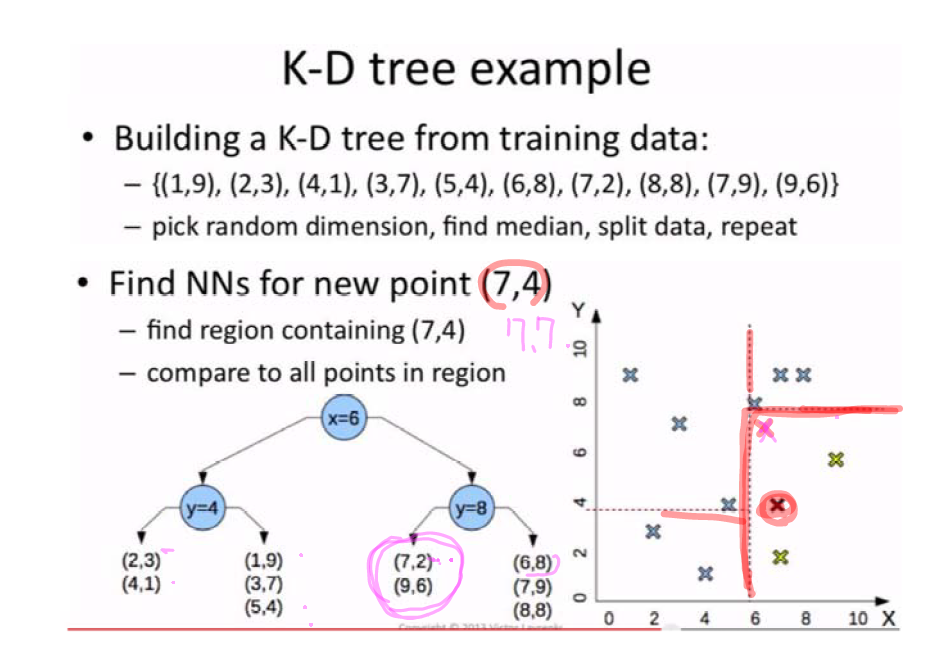 K-D tree example
• Building a K-D tree from training data:
– {(1,9), (2,3), (4,1), (3,7), (5,4), (6,8), (7,2), (8,8), (7,9), (9,6)}
– pick random dimension, find median, split data, repeat
• Find NNs for new point (7,4)
– find region containing (7,4)
7,7.
– compare to all points in region
x=6
y=4
y=8
(2,3)
(4,1)
(1,9)
(3,7)
(5,4)
(7,2)
(9,6)
(6,8)
(7,9)
(8,8)
Y
10
8
6
4
2
0
0 2 4 6 8 10 X